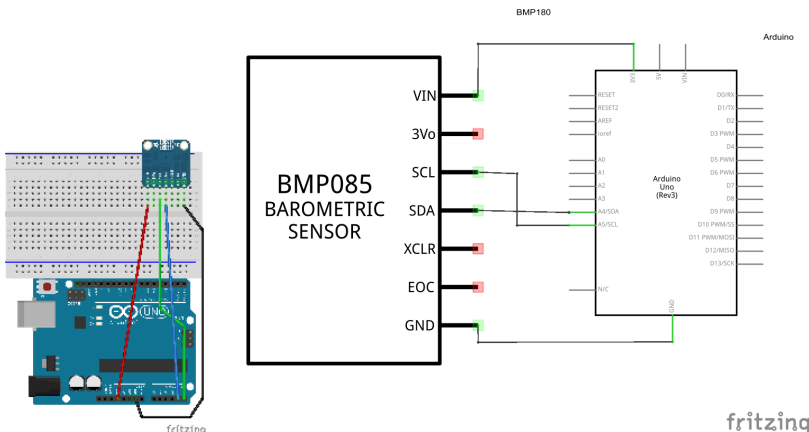 BMP180
Arduino
BMP085
BAROMETRIC
SENSOR
VIN
3Vo
SCL
SDA
XCLR
EOC
GND
3V3
5V
VIN
RESET
RESET2
AREF
ioref
A0
A1
A2
A3
A4/SDA
A5/SCL
N/C
Arduino
Uno
(Rev3)
D0/RX
D1/TX
D2
D3 PWM
D4
D5 PWM
D6 PWM
D7
D8
D9 PWM
D10 PWM/SS
D11 PWM/MOSI
D12/MISO
D13/SCK
GND
UNO
fritzing
fritzing